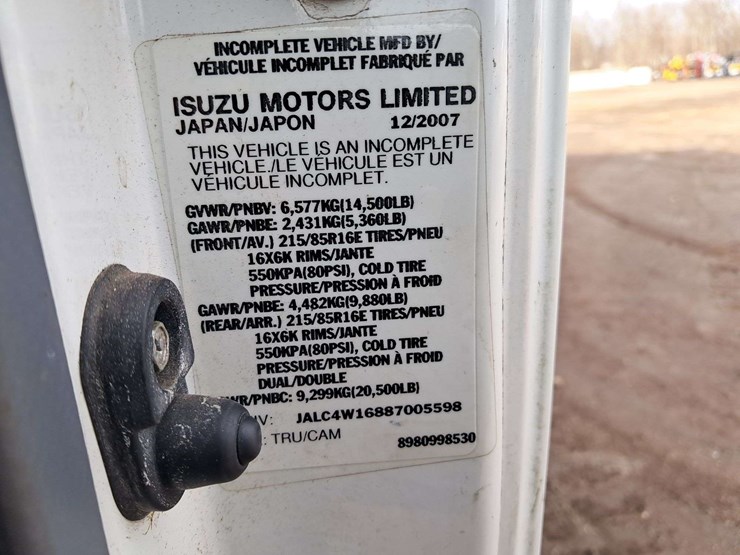 INCOMPLETE VEHICLE MFD BY/
VÉHICULE INCOMPLET FABRIQUÉ PAR
ISUZU MOTORS LIMITED
JAPAN/JAPON 12/2007
THIS VEHICLE IS AN INCOMPLETE
VEHICLE./LE VÉHICULE EST UN
VÉHICULE INCOMPLET.
GVWR/PNBV: 6,577KG(14,500LB)
GAWR/PNBE: 2,431KG(5,360LB)
(FRONT/AV.) 215/85R16E TIRES/PNEU
16X6K RIMS/JANTE
550KPA(80PSI), COLD TIRE
PRESSURE/PRESSION À FROID
GAWR/PNBE: 4,482KG(9,880LB)
(REAR/ARR.) 215/85R16E TIRES/PNEU
16X6K RIMS/JANTE
550KPA(80PSI), COLD TIRE
PRESSURE/PRESSION À FROID
DUAL/DOUBLE
WR/PNBC: 9,299KG(20,500LB)
IV: JALC4W16887005598
: TRU/CAM 8980998530